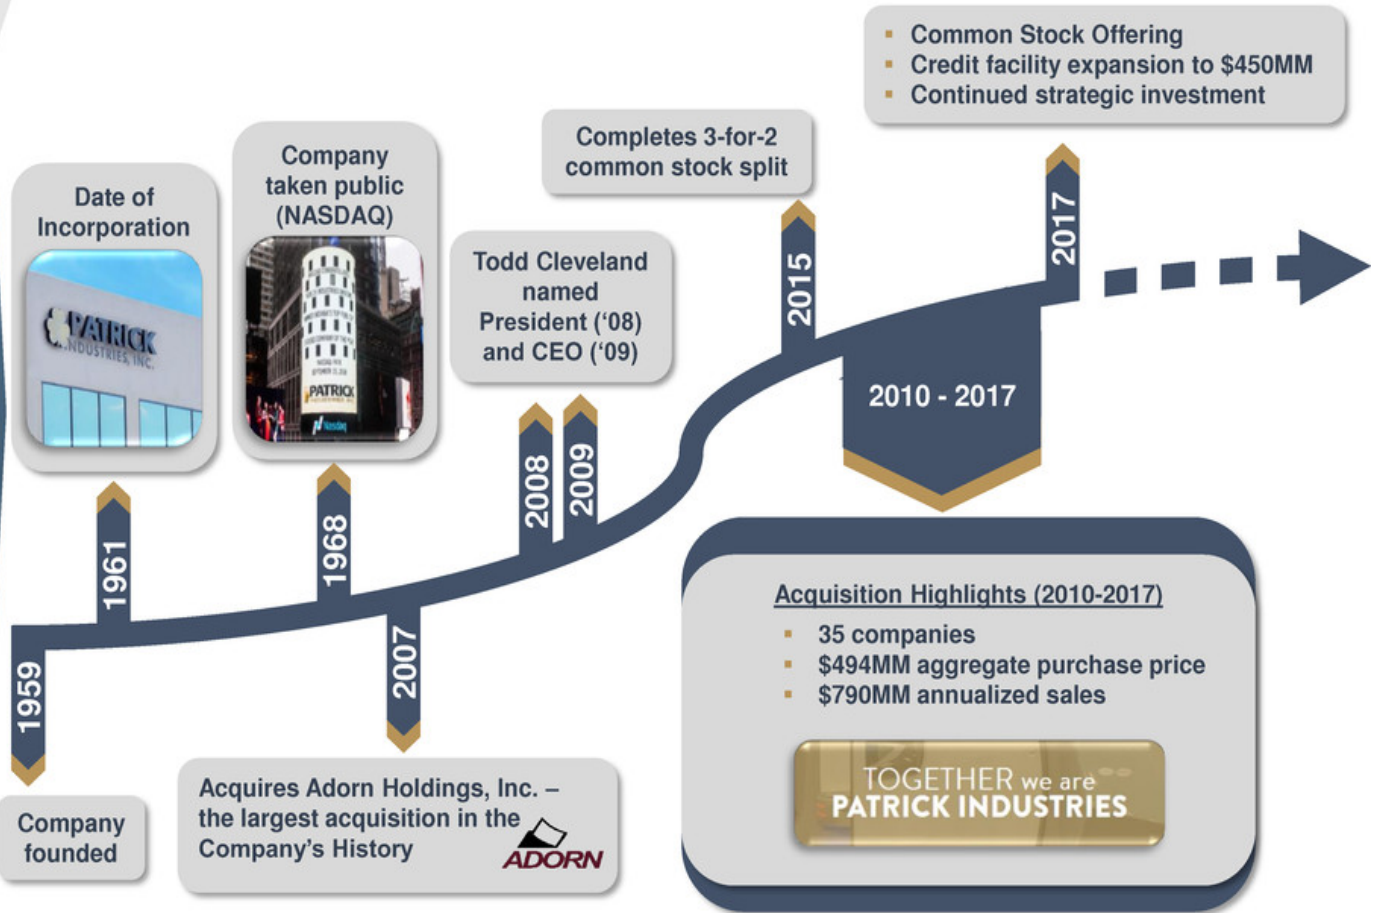 Common Stock Offering
Credit facility expansion to $450MM
Continued strategic investment
Completes 3-for-2
common stock split
Company
taken public
(NASDAQ)
Date of
Incorporation
PATRICK
INDUSTRIES, INC.
PATRICK
Nasdaq
Todd Cleveland
named
President (‘08)
and CEO (‘09)
2017
2015
2010 - 2017
2009
2008
1968
1961
1959
2007
Company
founded
Acquires Adorn Holdings, Inc. –
the largest acquisition in the
Company’s History
ADORN
Acquisition Highlights (2010-2017)
35 companies
$494MM aggregate purchase price
$790MM annualized sales
TOGETHER we are
PATRICK INDUSTRIES